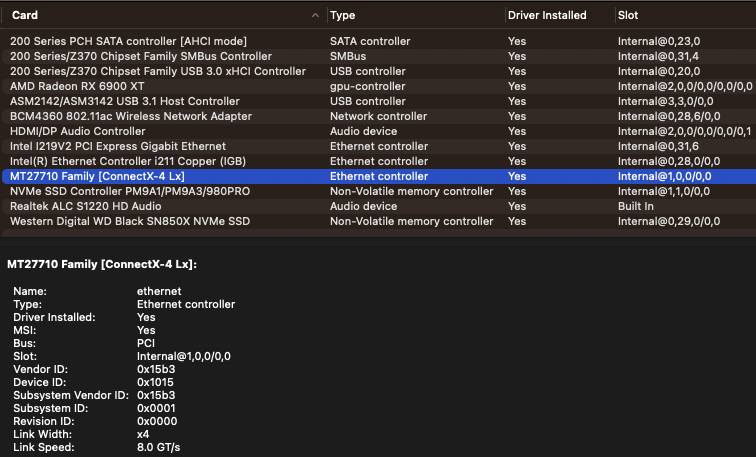 Card Type Driver Installed Slot
200 Series PCH SATA controller [AHCI mode] SATA controller Yes Internal@0,23,0
200 Series/Z370 Chipset Family SMBus Controller SMBus Yes Internal@0,31,4
200 Series/Z370 Chipset Family USB 3.0 xHCI Controller USB controller Yes Internal@0,20,0
AMD Radeon RX 6900 XT gpu-controller Yes Internal@2,0,0/0,0/0,0/0,0
ASM2142/ASM3142 USB 3.1 Host Controller USB controller Yes Internal@3,3,0/0,0
BCM4360 802.11ac Wireless Network Adapter Network controller Yes Internal@0,28,6/0,0
HDMI/DP Audio Controller Audio device Yes Internal@2,0,0/0,0/0,0/0,1
Intel I219V2 PCI Express Gigabit Ethernet Ethernet controller Yes Internal@0,31,6
Intel(R) Ethernet Controller i211 Copper (IGB) Ethernet controller Yes Internal@0,28,0/0,0
MT27710 Family [ConnectX-4 Lx] Ethernet controller Yes Internal@1,0,0/0,0
NVMe SSD Controller PM9A1/PM9A3/980PRO Non-Volatile memory controller Yes Internal@1,1,0/0,0
Realtek ALC S1220 HD Audio Audio device Yes Built In
Western Digital WD Black SN850X NVMe SSD Non-Volatile memory controller Yes Internal@0,29,0/0,0
MT27710 Family [ConnectX-4 Lx]:
Name: ethernet
Type: Ethernet controller
Driver Installed: Yes
MSI: Yes
Bus: PCI
Slot: Internal@1,0,0/0,0
Vendor ID: 0x15b3
Device ID: 0x1015
Subsystem Vendor ID: 0x15b3
Subsystem ID: 0x0001
Revision ID: 0x0000
Link Width: x4
Link Speed: 8.0 GT/s